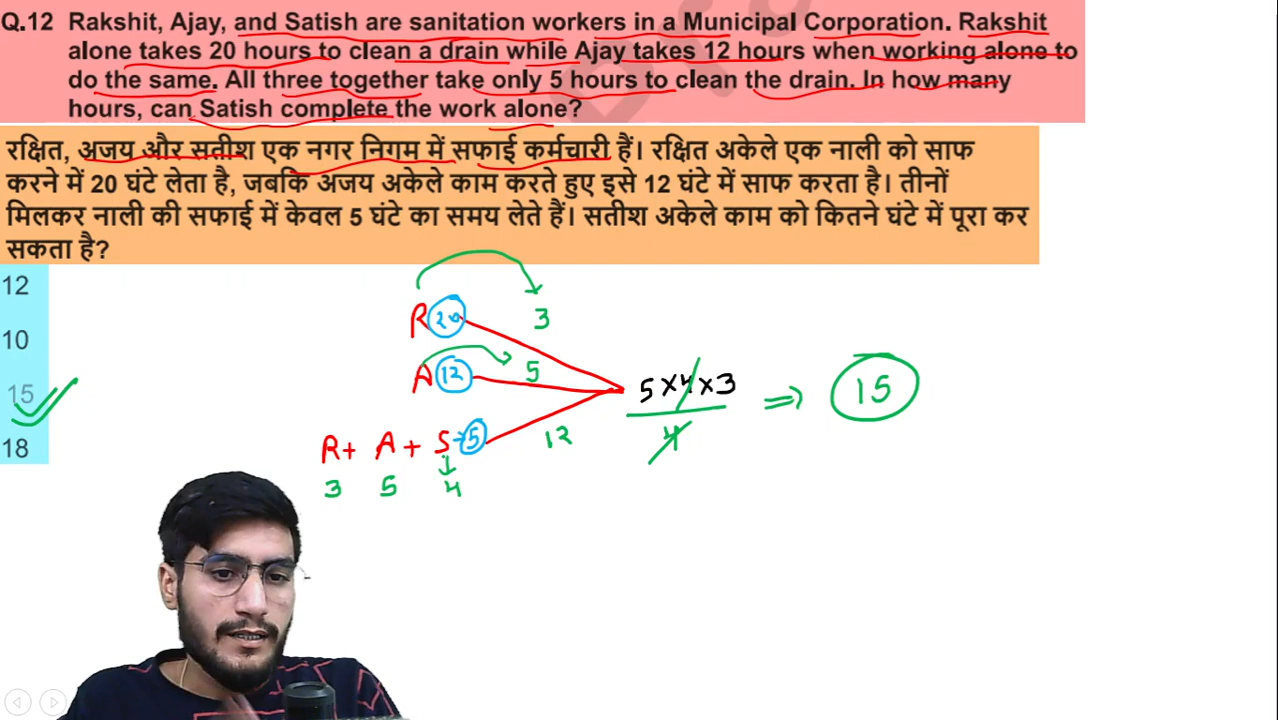 Q.12 Rakshit, Ajay, and Satish are sanitation workers in a Municipal Corporation. Rakshit
alone takes 20 hours to clean a drain while Ajay takes 12 hours when working alone to
do the same. All three together take only 5 hours to clean the drain. In how many
hours, can Satish complete the work alone?
रक्षित, अजय और सतीश एक नगर निगम में सफाई कर्मचारी हैं। रक्षित अकेले एक नाली को साफ
करने में 20 घंटे लेता है, जबकि अजय अकेले काम करते हुए इसे 12 घंटे में साफ करता है। तीनों
मिलकर नाली की सफाई में केवल 5 घंटे का समय लेते हैं। सतीश अकेले काम को कितने घंटे में पूरा कर
सकता है?
12
10
15
18
R 20 3
A 12 5
5×4×3
4
⇒ 15
R + A + S → 5 12
3 5 4